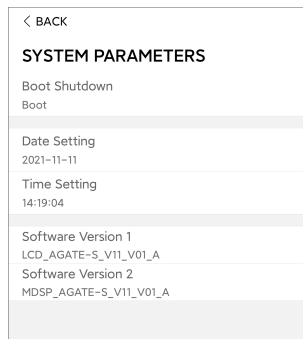 < BACK
SYSTEM PARAMETERS
Boot Shutdown
Boot
Date Setting
2021-11-11
Time Setting
14:19:04
Software Version 1
LCD_AGATE-S_V11_V01_A
Software Version 2
MDSP_AGATE-S_V11_V01_A